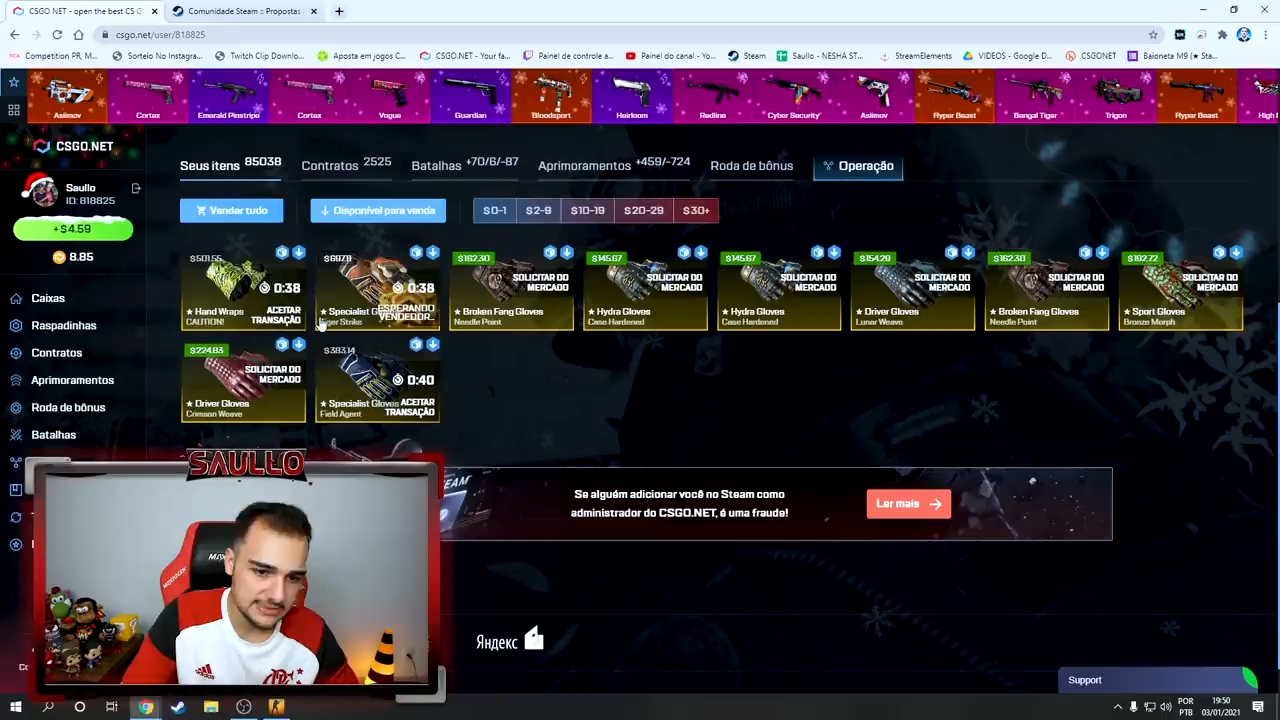 CSGO NET - open the best CS G
Comunidade Steam :: Propostas
csgo.net/user/818825
Competition PR, M...
Sorteio No Instagra...
Twitch Clip Downlo...
Aposta em jogos C...
CSGO.NET - Your fa...
Painel de controle a...
Painel do canal - Yo...
Steam
Saullo - NESHA ST...
StreamElements
VIDEOS - Google D...
CSGONET
Baioneta M9 (★ Sta...
Asiimov
Cortex
Emerald Pinstripe
Cortex
Vogue
Guardian
Bloodsport
Heirloom
Redline
Cyber Security
Asiimov
Hyper Beast
Bengal Tiger
Trigon
Hyper Beast
CSGO.NET
Saullo
ID: 818825
+$4.59
8.85
Caixas
Raspadinhas
Contratos
Aprimoramentos
Roda de bônus
Batalhas
Seus itens 85038
Contratos 2525
Batalhas +70/6/-87
Aprimoramentos +459/-724
Roda de bônus
Operação
Vender tudo
Disponível para venda
$0-1
$2-9
$10-19
$20-29
$30+
$501.55
0:38
ACEITAR
TRANSAÇÃO
★ Hand Wraps
CAUTION!
0:38
ESPERANDO
VENDEDOR...
★ Specialist
$162.30
SOLICITAR DO
MERCADO
★ Broken Fang Gloves
Needle Point
$145.67
SOLICITAR DO
MERCADO
★ Hydra Gloves
Case Hardened
$145.67
SOLICITAR DO
MERCADO
★ Hydra Gloves
Case Hardened
$154.29
SOLICITAR DO
MERCADO
★ Driver Gloves
Lunar Weave
$162.30
SOLICITAR DO
MERCADO
★ Broken Fang Gloves
Needle Point
SOLICITAR DO
MERCADO
★ Sport Gloves
Bronze Morph
$224.83
SOLICITAR DO
MERCADO
★ Driver Gloves
Crimson Weave
$383.14
0:40
ACEITAR
TRANSAÇÃO
★ Specialist Gloves
Field Agent
SAULLO
STEAM
Se alguém adicionar você no Steam como
administrador do CSGO.NET, é uma fraude!
Ler mais
Яндекс
Support
POR
PTB
19:50
03/01/2021